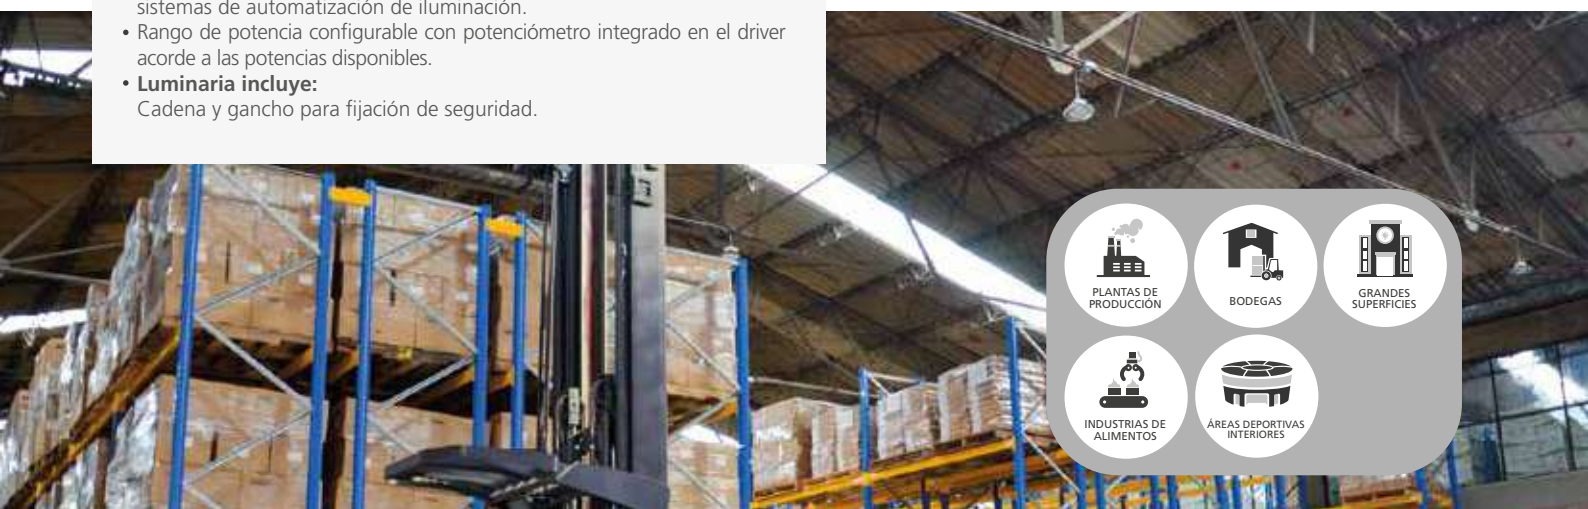 sistemas de automatización de iluminación.
• Rango de potencia configurable con potenciómetro integrado en el driver
acorde a las potencias disponibles.
• Luminaria incluye:
Cadena y gancho para fijación de seguridad.
PLANTAS DE
PRODUCCIÓN
BODEGAS
GRANDES
SUPERFICIES
INDUSTRIAS DE
ALIMENTOS
ÁREAS DEPORTIVAS
INTERIORES